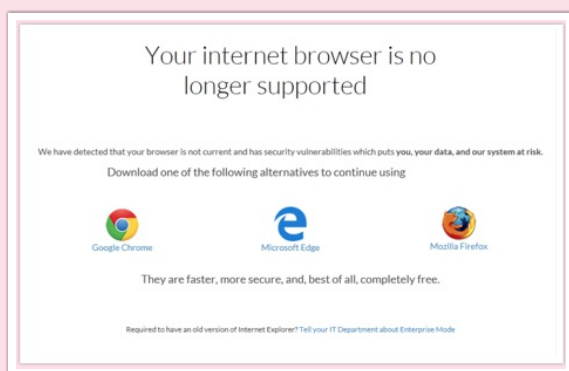 Your internet browser is no
longer supported
We have detected that your browser is not current and has security vulnerabilities which puts you, your data, and our system at risk.
Download one of the following alternatives to continue using
Google Chrome
Microsoft Edge
Mozilla Firefox
They are faster, more secure, and, best of all, completely free.
Required to have an old version of Internet Explorer? Tell your IT Department about Enterprise Mode